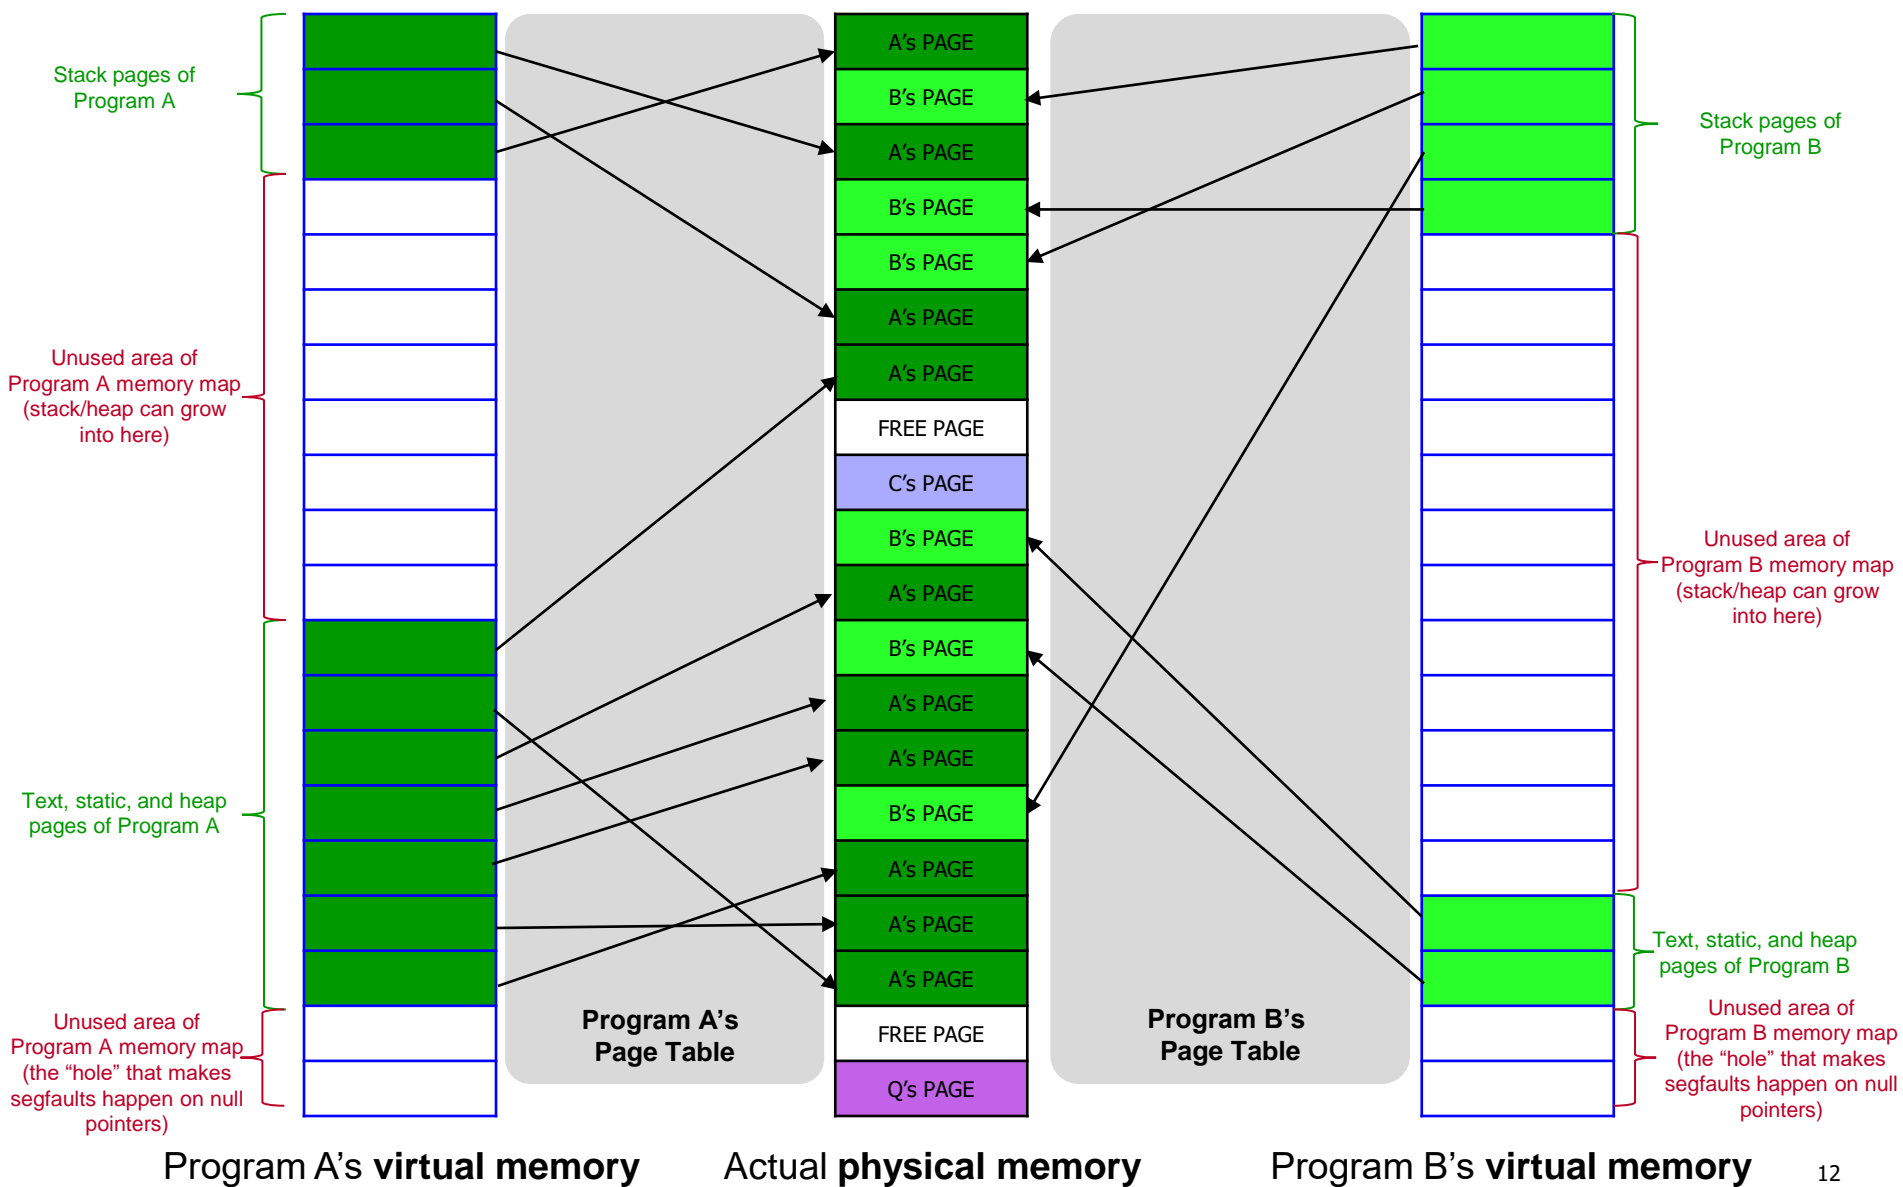 Stack pages of
Program A
Unused area of
Program A memory map
(stack/heap can grow
into here)
Text, static, and heap
pages of Program A
Unused area of
Program A memory map
(the “hole” that makes
segfaults happen on null
pointers)
Program A’s
Page Table
A’s PAGE
B’s PAGE
A’s PAGE
B’s PAGE
B’s PAGE
A’s PAGE
A’s PAGE
FREE PAGE
C’s PAGE
B’s PAGE
A’s PAGE
B’s PAGE
A’s PAGE
A’s PAGE
B’s PAGE
A’s PAGE
A’s PAGE
A’s PAGE
FREE PAGE
Q’s PAGE
Program B’s
Page Table
Stack pages of
Program B
Unused area of
Program B memory map
(stack/heap can grow
into here)
Text, static, and heap
pages of Program B
Unused area of
Program B memory map
(the “hole” that makes
segfaults happen on null
pointers)
Program A’s virtual memory
Actual physical memory
Program B’s virtual memory
12